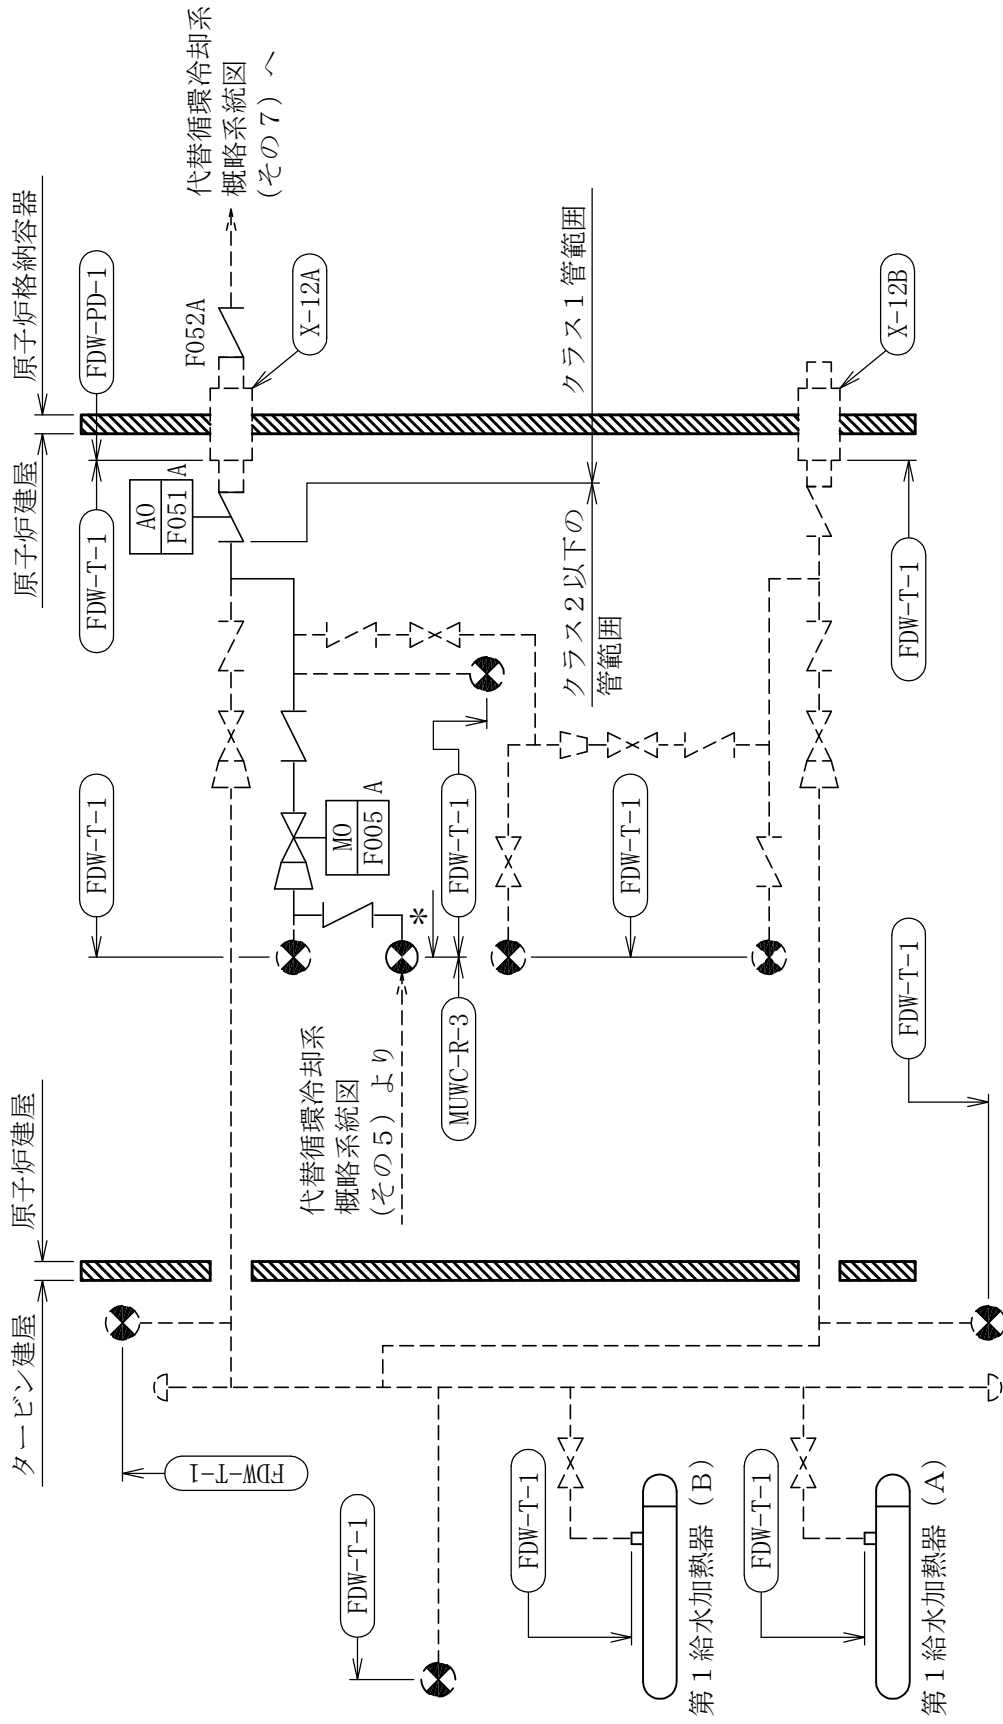 タービン建屋
原子炉建屋
原子炉建屋
原子炉格納容器
FDW-T-1
FDW-T-1
FDW-T-1
FDW-PD-1
AO
F051
A
F052A
代替循環冷却系
概略系統図
(その7) へ
X-12A
MO
F005
A
代替循環冷却系
概略系統図
(その5) より
*
MUWC-R-3
FDW-T-1
クラス2以下の
管範囲
クラス1管範囲
FDW-T-1
FDW-T-1
FDW-T-1
第1給水加熱器 (B)
FDW-T-1
第1給水加熱器 (A)
FDW-T-1
FDW-T-1
X-12B